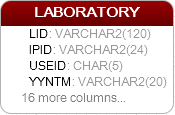 LABORATORY
LID: VARCHAR2(120)
IPID: VARCHAR2(24)
USEID: CHAR(5)
YYNTM: VARCHAR2(20)
16 more columns...